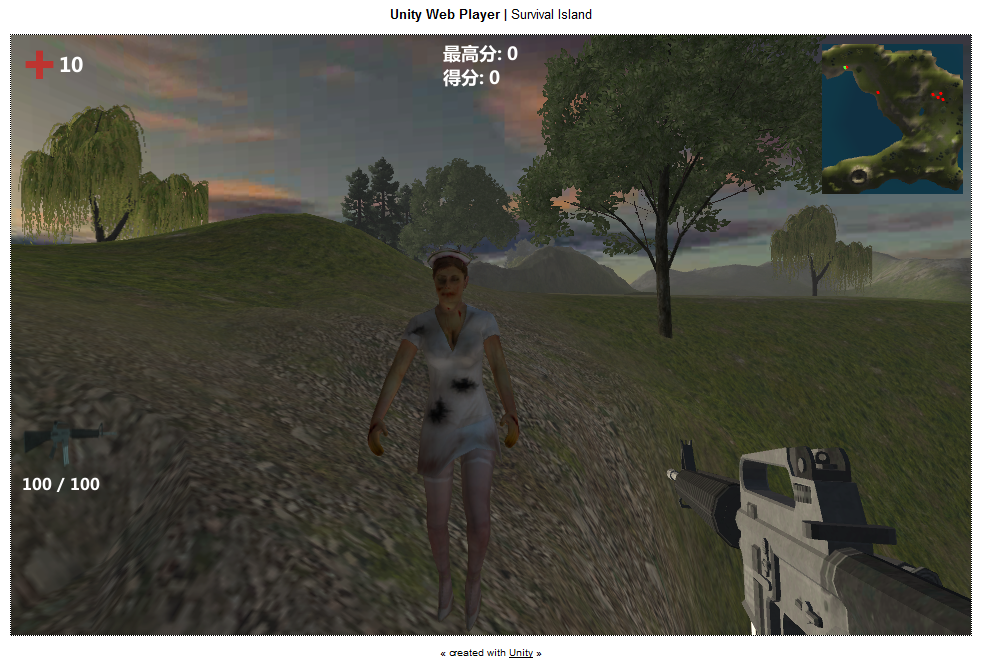 Unity Web Player | Survival Island
10
最高分: 0
得分: 0
100 / 100
« created with Unity »